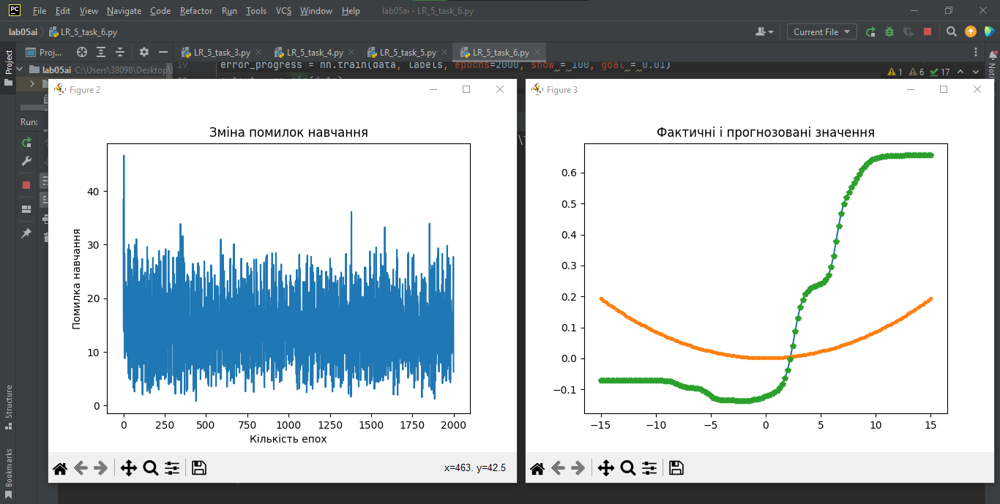 PC File Edit View Navigate Code Refactor Run Tools VCS Window Help lab05ai - LR_5_task_6.py
lab05ai LR_5_task_6.py Current File
Project
Proj... LR_5_task_3.py LR_5_task_4.py LR_5_task_5.py LR_5_task_6.py
lab05ai C:\Users\38098\Desktop\
19 error_progress = nn.train(data, labels, epochs=2000, show = 100, goal = 0.01)
1 6 17
Noti
Run:
Structure
Bookmarks
Figure 2
Зміна помилок навчання
Помилка навчання
40
30
20
10
0
0 250 500 750 1000 1250 1500 1750 2000
Кількість епох
x=463. y=42.5
Figure 3
Фактичні і прогнозовані значення
0.6
0.5
0.4
0.3
0.2
0.1
0.0
−0.1
−15 −10 −5 0 5 10 15